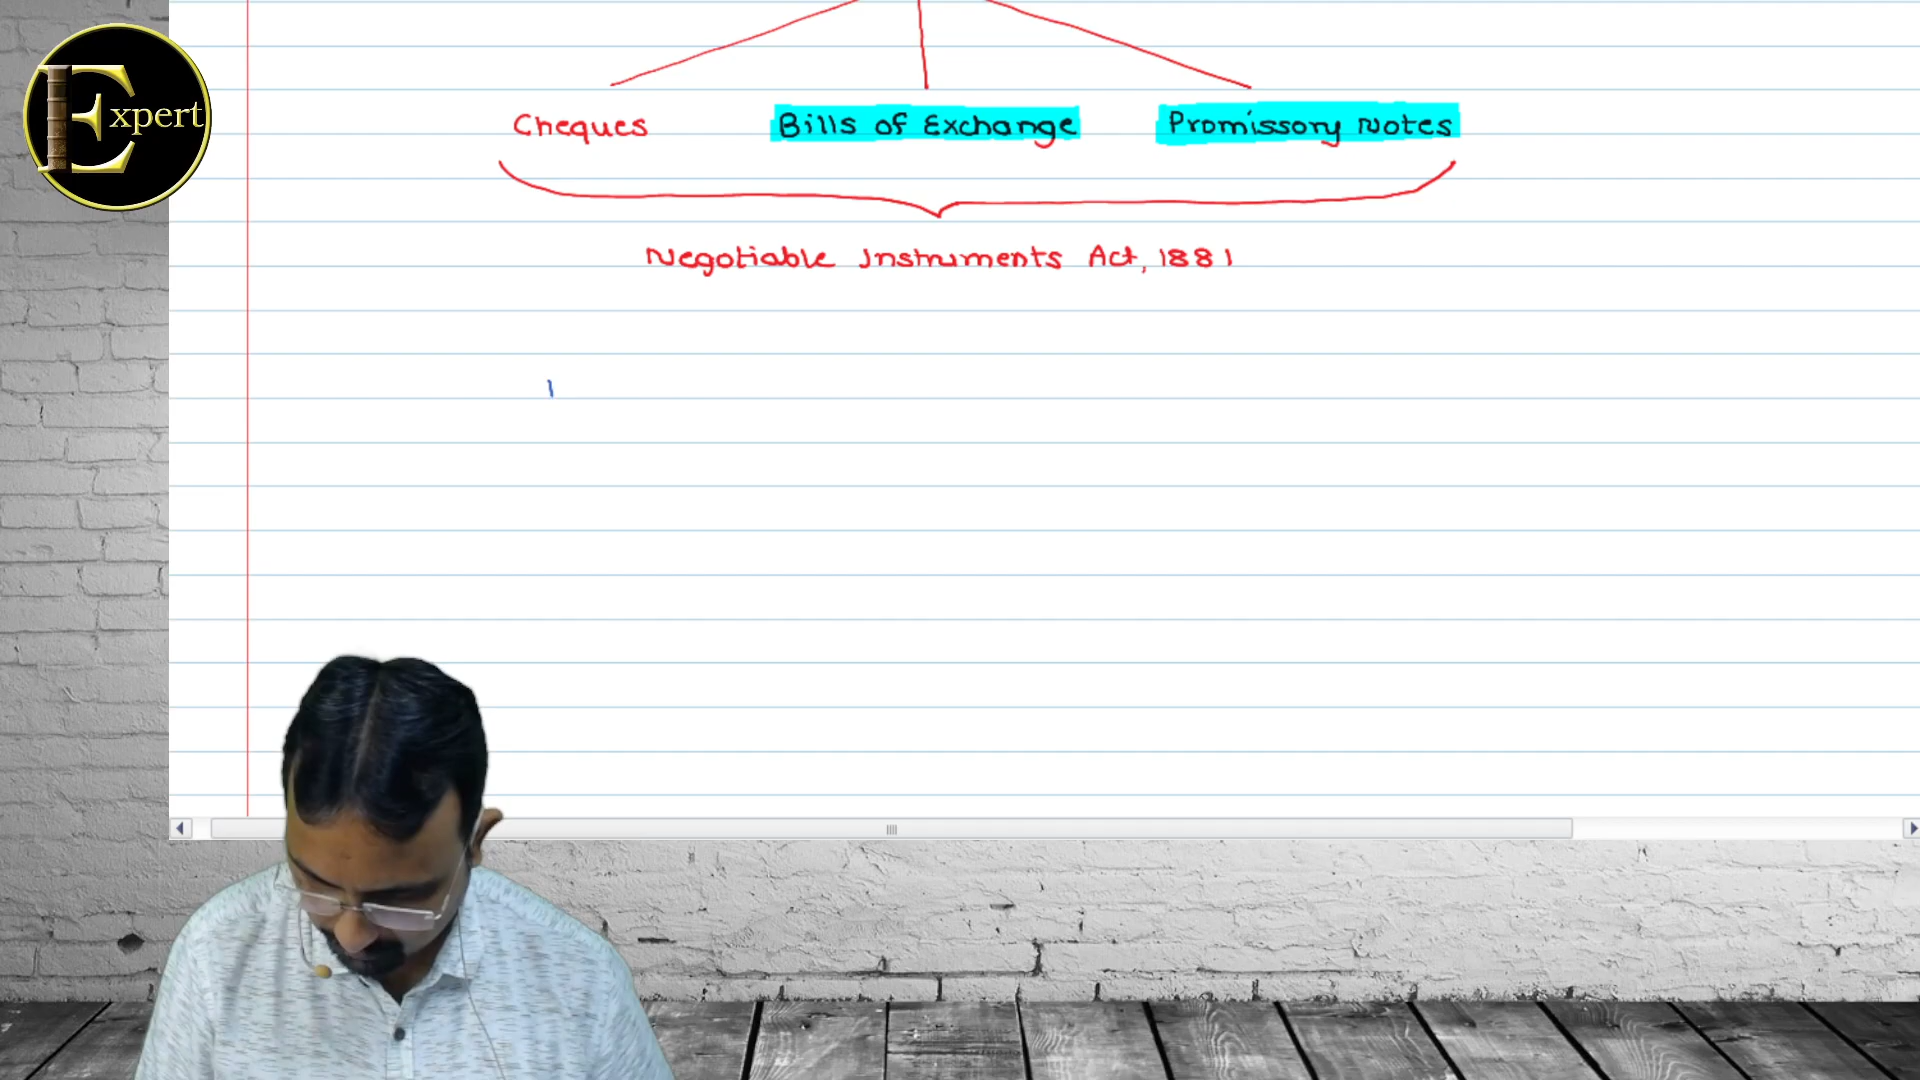 Expert
Cheques Bills of Exchange Promissory Notes
Negotiable Instruments Act, 1881